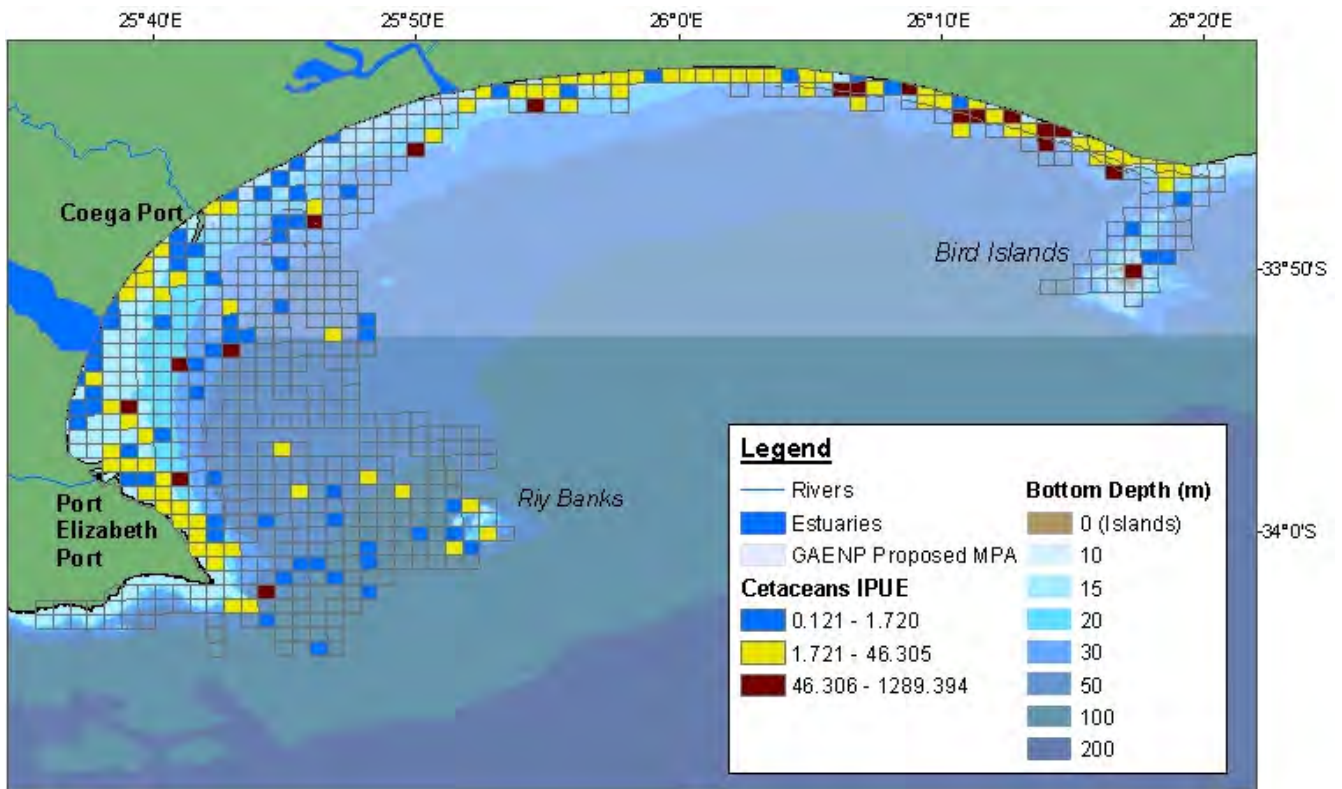 25°40'E
25°50'E
26°0'E
26°10'E
26°20'E
Coega Port
Bird Islands
33°50'S
Riy Banks
Port
Elizabeth
Port
34°0'S
Legend
Rivers
Estuaries
GAENP Proposed MPA
Cetaceans IPUE
0.121 - 1.720
1.721 - 46.305
46.306 - 1289.394
Bottom Depth (m)
0 (Islands)
10
15
20
30
50
100
200